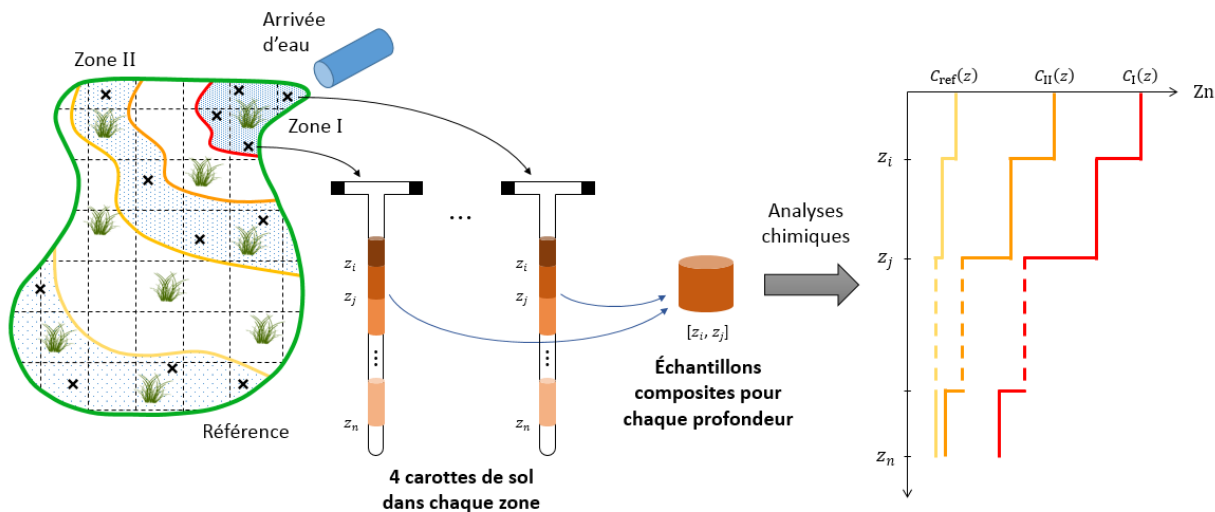 Arrivée
d'eau
Zone II
Zone I
Référence
...
z_i
z_j
z_n
z_i
z_j
z_n
4 carottes de sol
dans chaque zone
[z_i, z_j]
Échantillons
composites pour
chaque profondeur
Analyses
chimiques
C_ref(z)
C_II(z)
C_I(z)
Zn
z_i
z_j
z_n